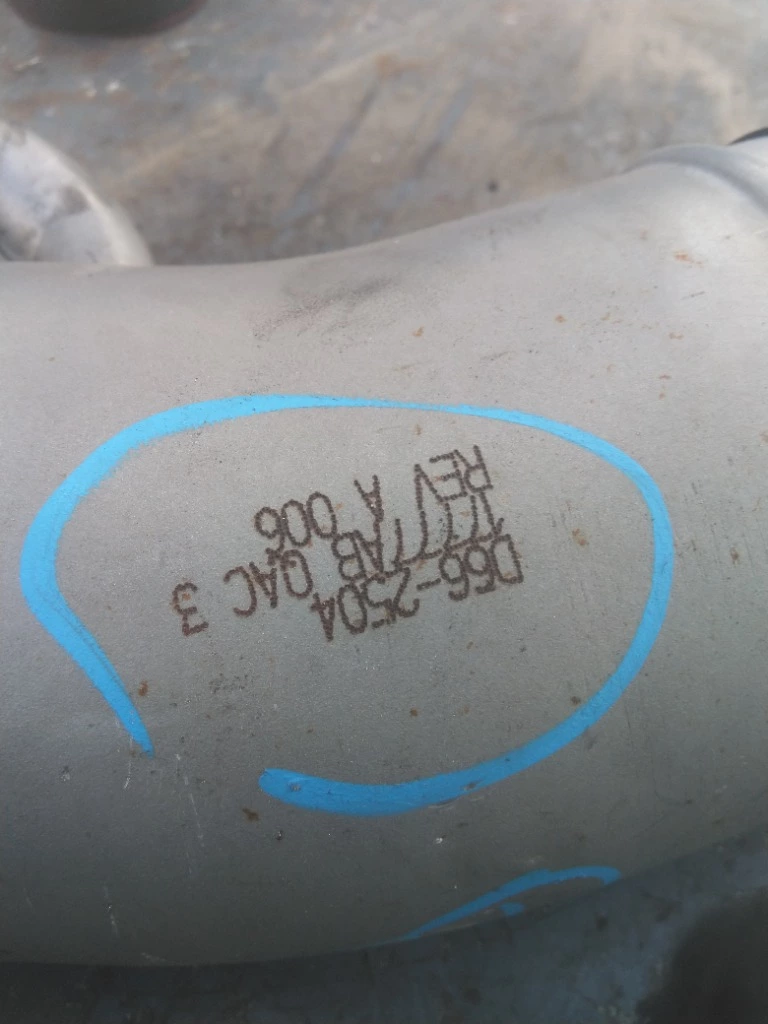 D66-2504
QAC 3
REV A 006